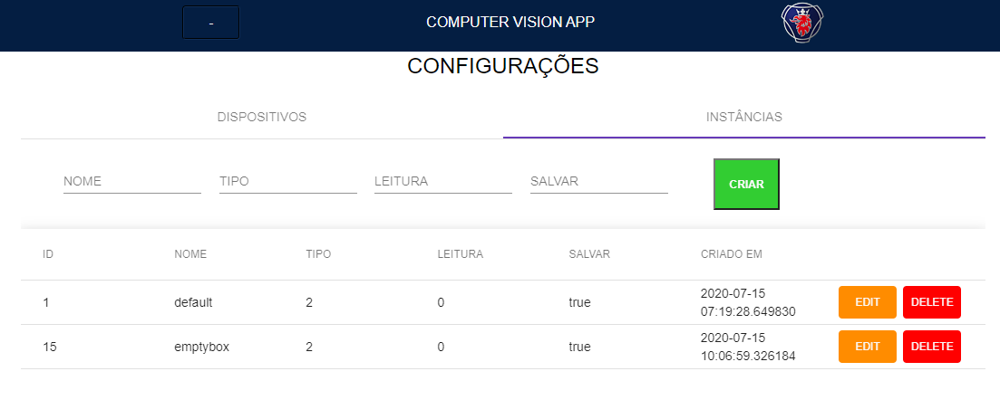 -
COMPUTER VISION APP
CONFIGURAÇÕES
DISPOSITIVOS
INSTÂNCIAS
NOME
TIPO
LEITURA
SALVAR
CRIAR
ID NOME TIPO LEITURA SALVAR CRIADO EM
1 default 2 0 true 2020-07-15
07:19:28.649830
EDIT DELETE
15 emptybox 2 0 true 2020-07-15
10:06:59.326184
EDIT DELETE